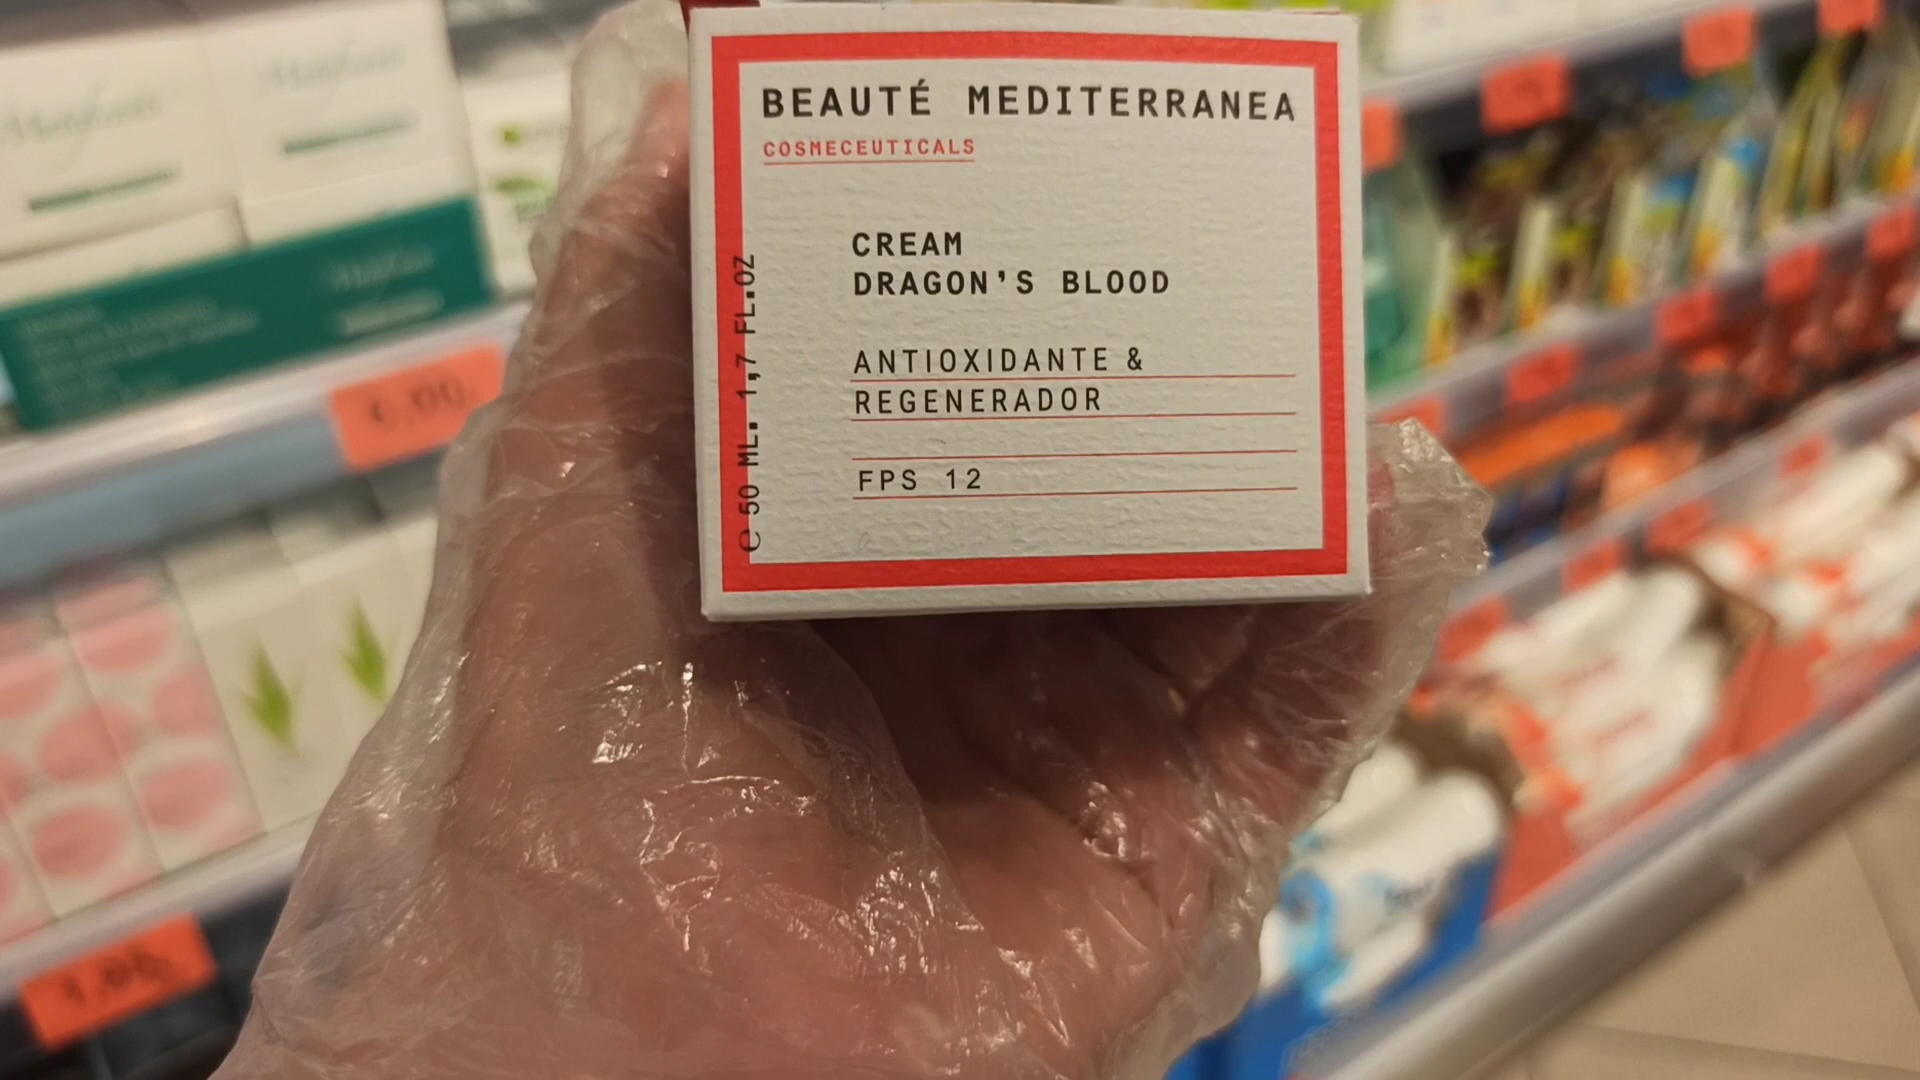 BEAUTÉ MEDITERRANEA
COSMECEUTICALS
CREAM
DRAGON'S BLOOD
ANTIOXIDANTE &
REGENERADOR
FPS 12
℮ 50 ML. 1,7 FL.OZ